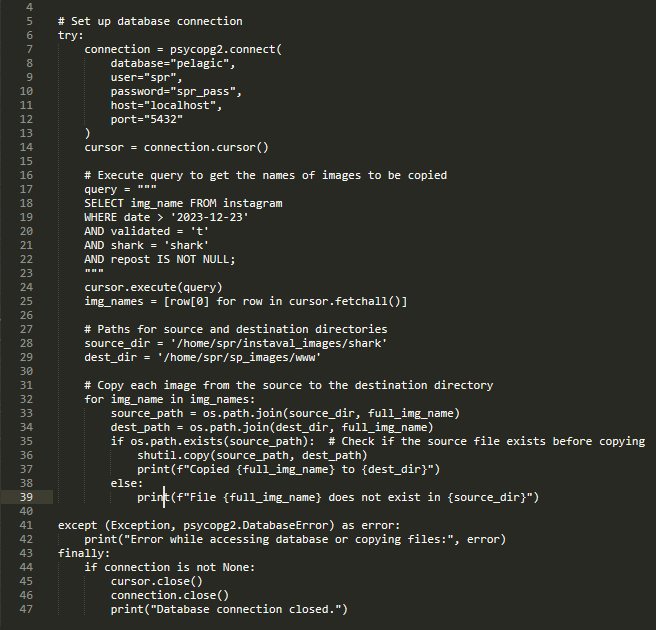 4
5 # Set up database connection
6 try:
7     connection = psycopg2.connect(
8         database="pelagic",
9         user="spr",
10         password="spr_pass",
11         host="localhost",
12         port="5432"
13     )
14     cursor = connection.cursor()
15
16     # Execute query to get the names of images to be copied
17     query = """
18     SELECT img_name FROM instagram
19     WHERE date > '2023-12-23'
20     AND validated = 't'
21     AND shark = 'shark'
22     AND repost IS NOT NULL;
23     """
24     cursor.execute(query)
25     img_names = [row[0] for row in cursor.fetchall()]
26
27     # Paths for source and destination directories
28     source_dir = '/home/spr/instaval_images/shark'
29     dest_dir = '/home/spr/sp_images/www'
30
31     # Copy each image from the source to the destination directory
32     for img_name in img_names:
33         source_path = os.path.join(source_dir, full_img_name)
34         dest_path = os.path.join(dest_dir, full_img_name)
35         if os.path.exists(source_path):  # Check if the source file exists before copying
36             shutil.copy(source_path, dest_path)
37             print(f"Copied {full_img_name} to {dest_dir}")
38         else:
39             print(f"File {full_img_name} does not exist in {source_dir}")
40
41 except (Exception, psycopg2.DatabaseError) as error:
42     print("Error while accessing database or copying files:", error)
43 finally:
44     if connection is not None:
45         cursor.close()
46         connection.close()
47         print("Database connection closed.")